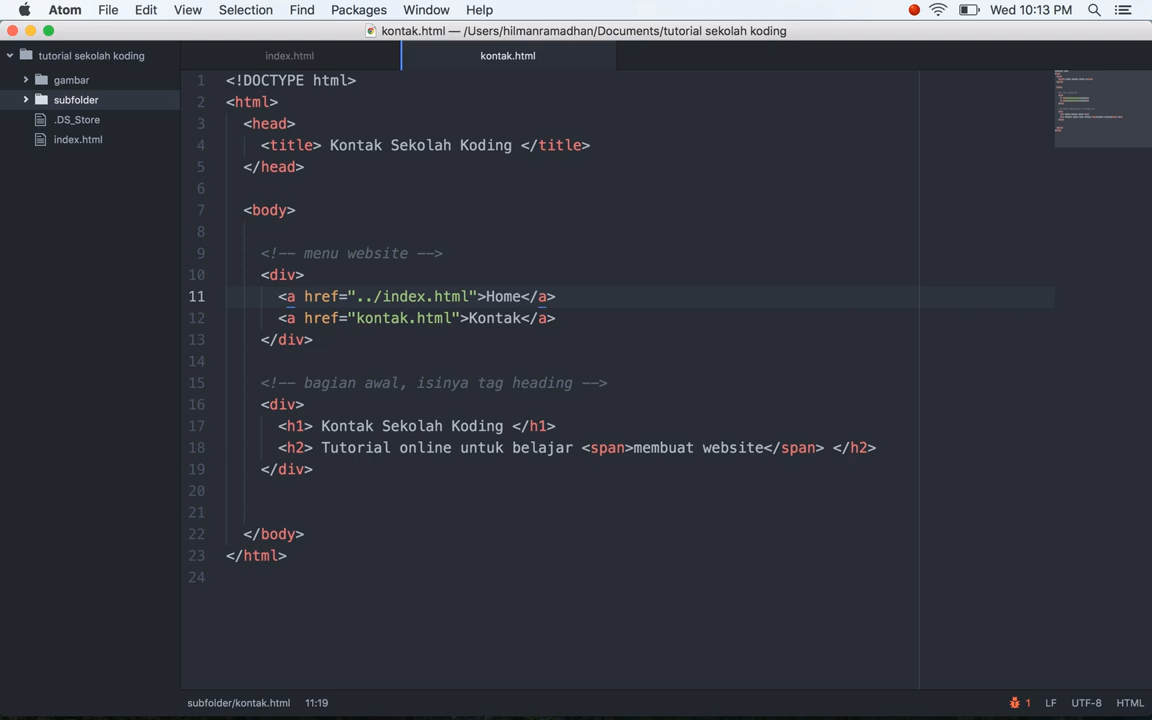 Atom File Edit View Selection Find Packages Window Help Wed 10:13 PM
kontak.html — /Users/hilmanramadhan/Documents/tutorial sekolah koding
tutorial sekolah koding
gambar
subfolder
.DS_Store
index.html
index.html kontak.html
1 <!DOCTYPE html>
2 <html>
3 <head>
4 <title> Kontak Sekolah Koding </title>
5 </head>
6
7 <body>
8
9 <!-- menu website -->
10 <div>
11 <a href="../index.html">Home</a>
12 <a href="kontak.html">Kontak</a>
13 </div>
14
15 <!-- bagian awal, isinya tag heading -->
16 <div>
17 <h1> Kontak Sekolah Koding </h1>
18 <h2> Tutorial online untuk belajar <span>membuat website</span> </h2>
19 </div>
20
21
22 </body>
23 </html>
24
subfolder/kontak.html 11:19 1 LF UTF-8 HTML